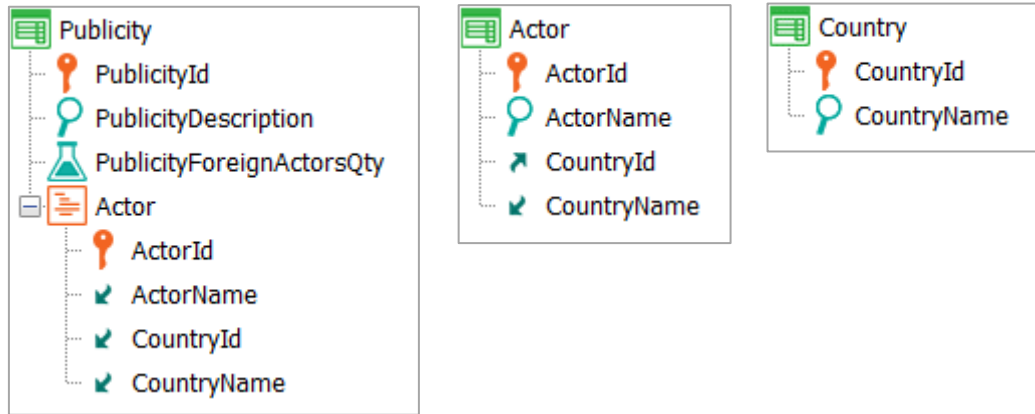 Publicity
PublicityId
PublicityDescription
PublicityForeignActorsQty
Actor
ActorId
ActorName
CountryId
CountryName
Actor
ActorId
ActorName
CountryId
CountryName
Country
CountryId
CountryName